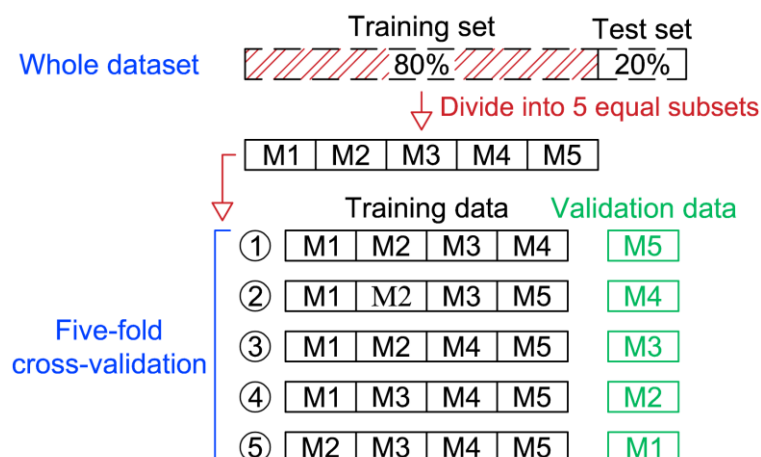 Training set Test set
Whole dataset 80% 20%
Divide into 5 equal subsets
M1 M2 M3 M4 M5
Training data Validation data
① M1 M2 M3 M4 M5
② M1 M2 M3 M5 M4
Five-fold
cross-validation
③ M1 M2 M4 M5 M3
④ M1 M3 M4 M5 M2
⑤ M2 M3 M4 M5 M1